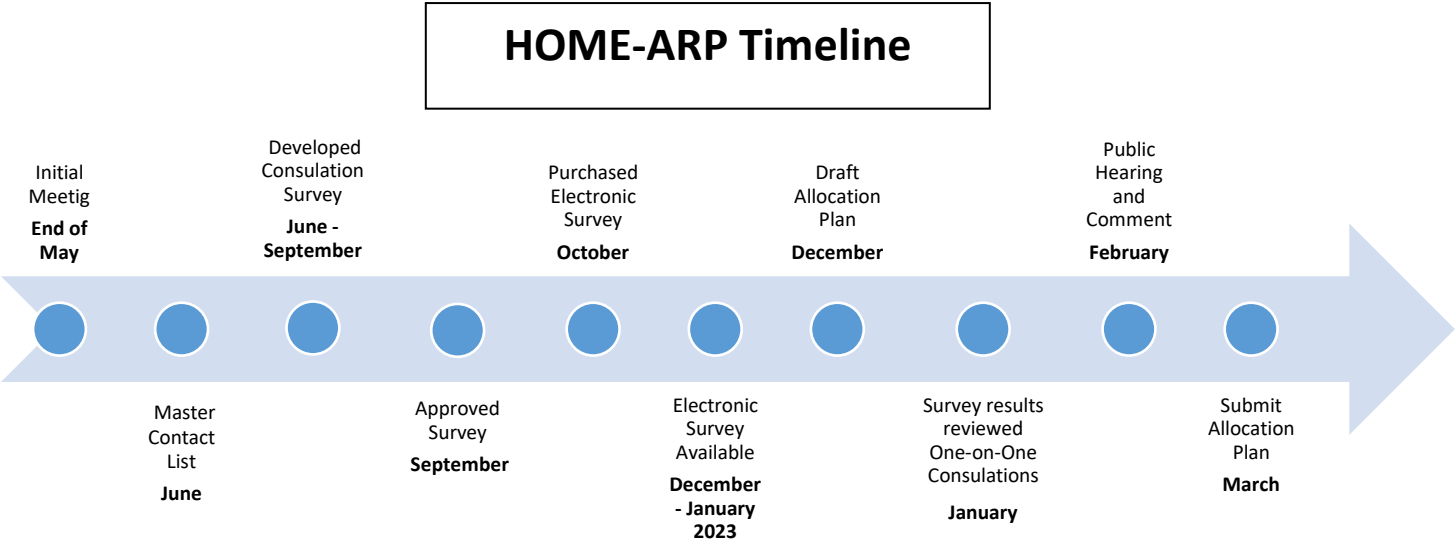 HOME-ARP Timeline
Initial
Meetig
End of
May
Master
Contact
List
June
Developed
Consulation
Survey
June -
September
Approved
Survey
September
Purchased
Electronic
Survey
October
Electronic
Survey
Available
December
- January
2023
Draft
Allocation
Plan
December
Survey results
reviewed
One-on-One
Consulations
January
Public
Hearing
and
Comment
February
Submit
Allocation
Plan
March